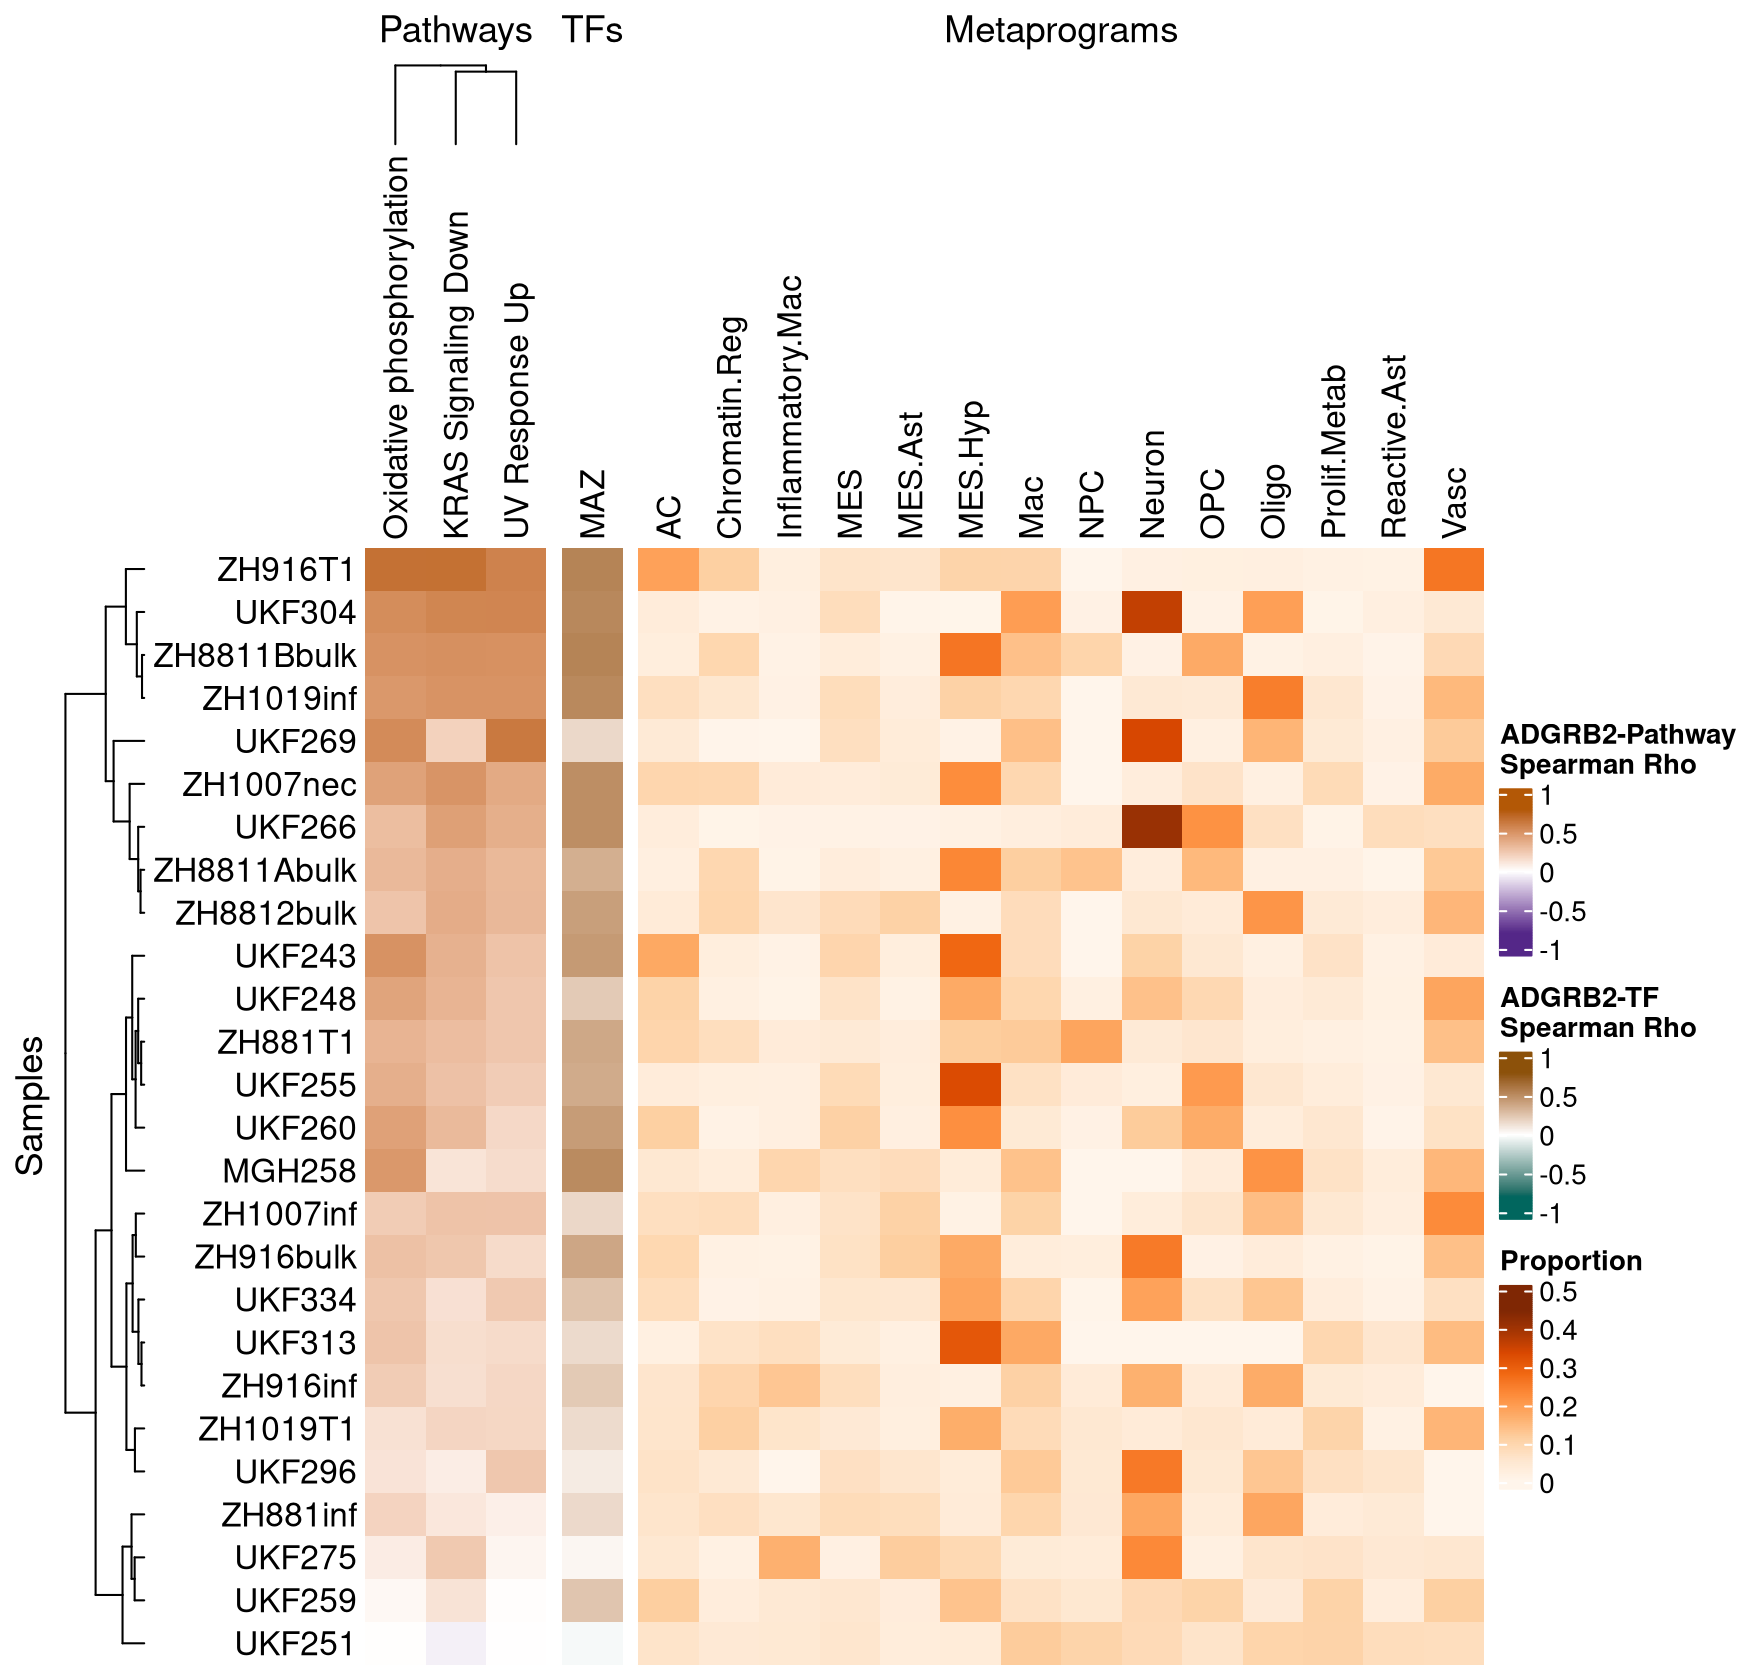 Pathways TFs Metaprograms
Oxidative phosphorylation
KRAS Signaling Down
UV Response Up
MAZ
AC
Chromatin.Reg
Inflammatory.Mac
MES
MES.Ast
MES.Hyp
Mac
NPC
Neuron
OPC
Oligo
Prolif.Metab
Reactive.Ast
Vasc
Samples
ZH916T1
UKF304
ZH8811Bbulk
ZH1019inf
UKF269
ZH1007nec
UKF266
ZH8811Abulk
ZH8812bulk
UKF243
UKF248
ZH881T1
UKF255
UKF260
MGH258
ZH1007inf
ZH916bulk
UKF334
UKF313
ZH916inf
ZH1019T1
UKF296
ZH881inf
UKF275
UKF259
UKF251
ADGRB2-Pathway
Spearman Rho
1
0.5
0
-0.5
-1
ADGRB2-TF
Spearman Rho
1
0.5
0
-0.5
-1
Proportion
0.5
0.4
0.3
0.2
0.1
0